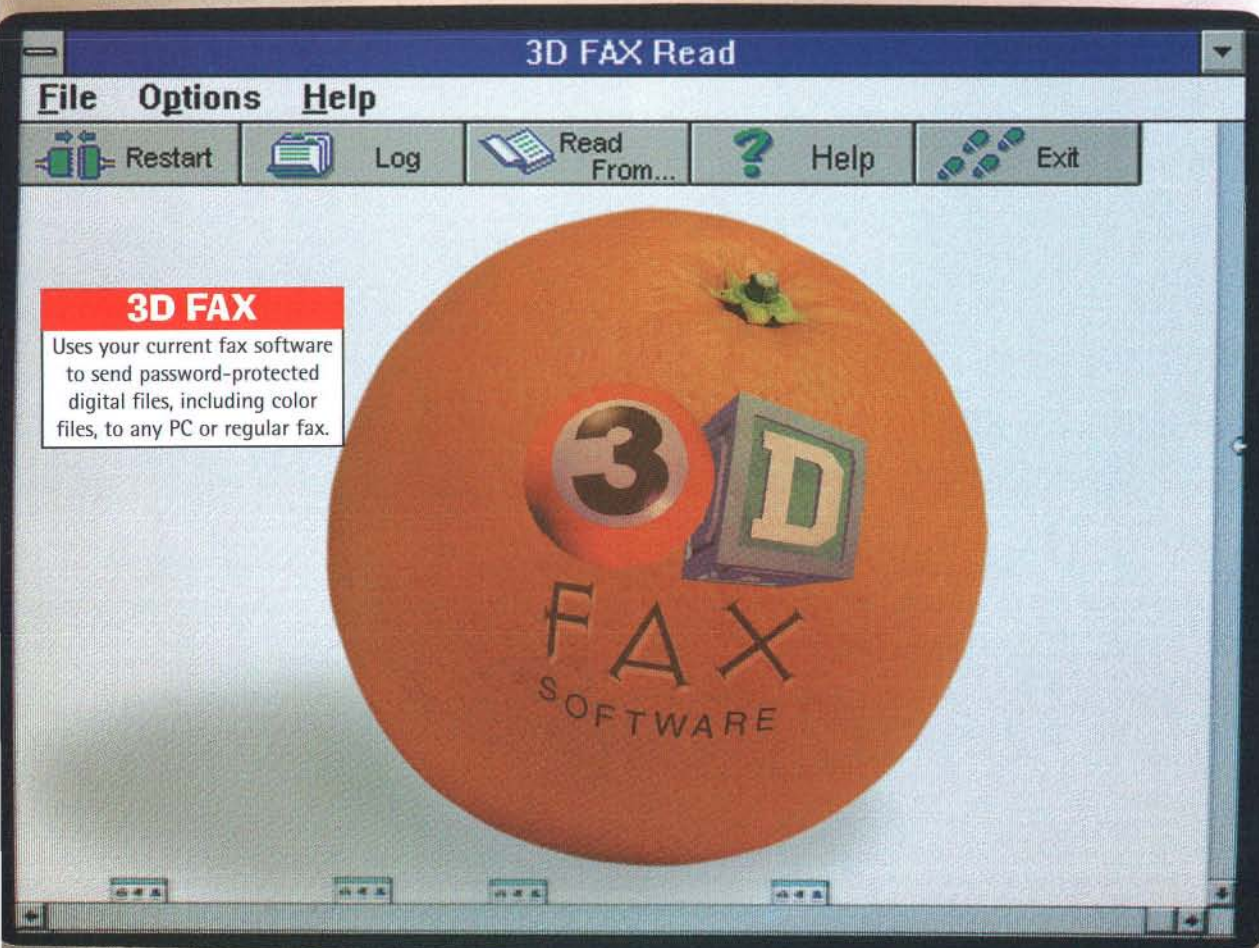 3D FAX Read
File Options Help
Restart Log Read From... Help Exit
3D FAX
Uses your current fax software
to send password-protected
digital files, including color
files, to any PC or regular fax.
3 D
FAX
SOFTWARE